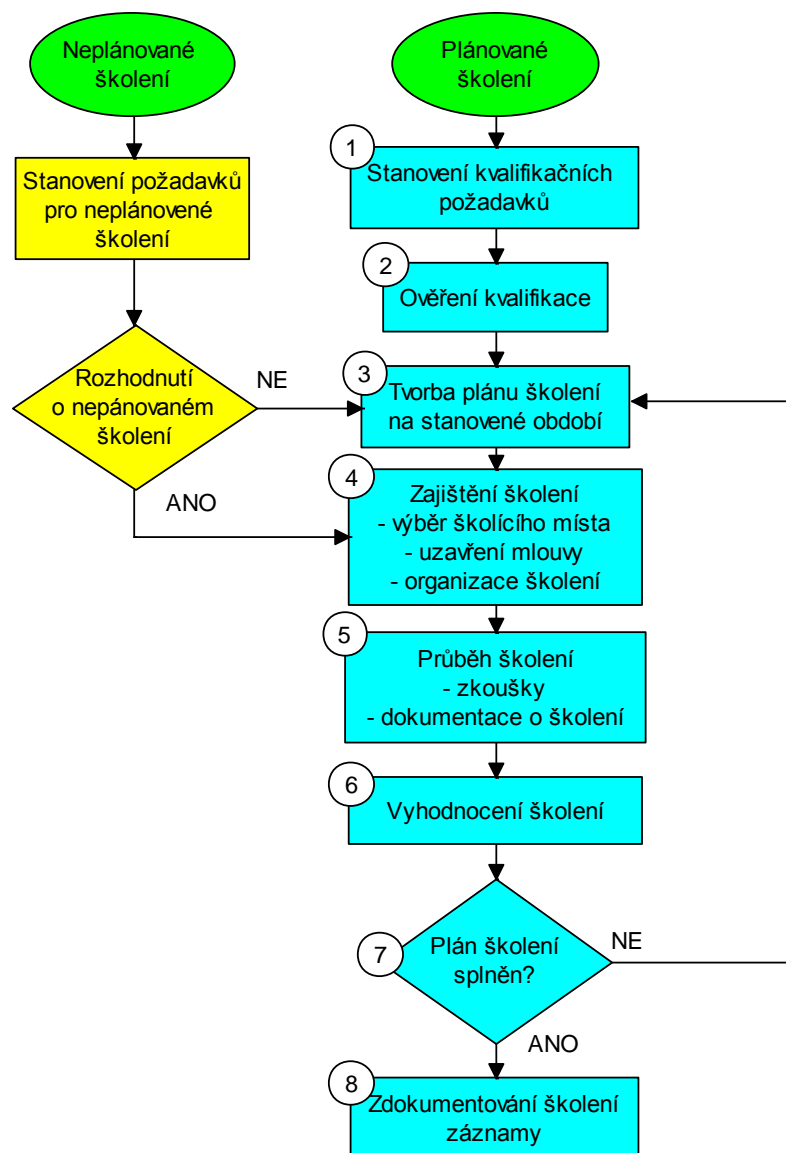 Neplánované
školení
Plánované
školení
1
Stanovení kvalifikačních
požadavků
Stanovení požadavků
pro neplánovené
školení
2
Ověření kvalifikace
Rozhodnutí
o nepánovaném
školení
NE
3
Tvorba plánu školení
na stanovené období
ANO
4
Zajištění školení
- výběr školícího místa
- uzavření mlouvy
- organizace školení
5
Průběh školení
- zkoušky
- dokumentace o školení
6
Vyhodnocení školení
7
Plán školení
splněn?
NE
ANO
8
Zdokumentování školení
záznamy